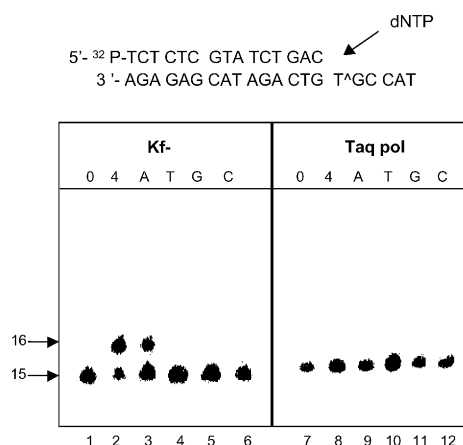 dNTP
5'- 32 P-TCT CTC GTA TCT GAC
3 '- AGA GAG CAT AGA CTG T^GC CAT
Kf- Taq pol
0 4 A T G C 0 4 A T G C
16
15
1 2 3 4 5 6 7 8 9 10 11 12